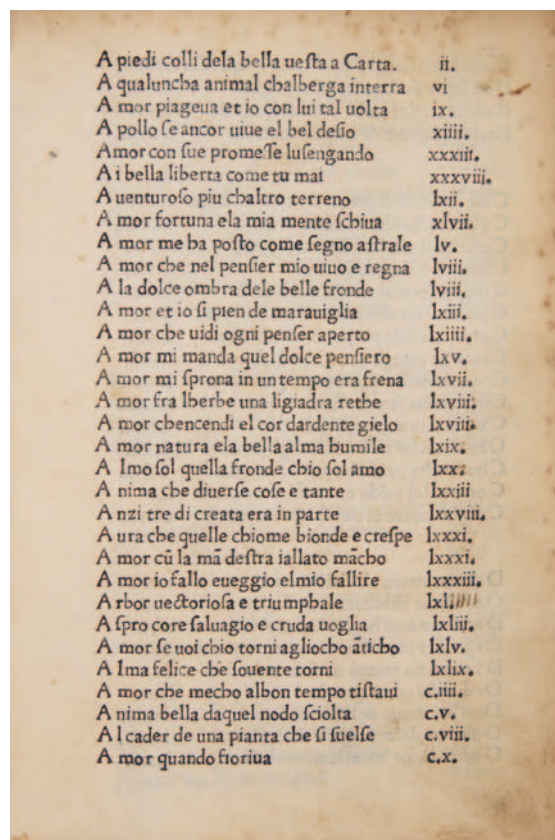 A piedi colli dela bella ueſta a Carta. ii.
A qualuncha animal chalberga interra vi
A mor piageua et io con lui tal uolta ix.
A pollo ſe ancor uiue el bel deſio xiiii.
Amor con ſue promeſſe luſengando xxxiii.
A i bella liberta come tu mai xxxviii.
A uenturoſo piu chaltro terreno lxii.
A mor fortuna ela mia mente ſchiua xlvii.
A mor me ha poſto come ſegno aſtrale lv.
A mor che nel penſier mio uiuo e regna lviii.
A la dolce ombra dele belle fronde lviii.
A mor et io ſi pien de marauiglia lxiii.
A mor che uidi ogni penſer aperto lxiiii.
A mor mi manda quel dolce penſiero lxv.
A mor mi ſprona in un tempo era frena lxvii.
A mor fra lherbe una ligiadra rethe lxviii.
A mor chencendi el cor dardente gielo lxviii.
A mor natura ela bella alma humile lxix.
A lmo ſol quella fronde chio ſol amo lxx.
A nima che diuerſe coſe e tante lxxiii
A nzi tre di creata era in parte lxxviii.
A ura che quelle chiome bionde e creſpe lxxxi.
A mor cū la mā deſtra iallato mācho lxxxi.
A mor io fallo eueggio elmio fallire lxxxiii.
A rbor uectorioſa e triumphale
A ſpro core ſaluagio e cruda uoglia lxliii.
A mor ſe uoi chio torni agliocho āticho lxlv.
A lma felice che ſouente torni lxlix.
A mor che mecho albon tempo tiſtaui c.iiii.
A nima bella daquel nodo ſciolta c.v.
A l cader de una pianta che ſi ſuelſe c.viii.
A mor quando fioriua c.x.